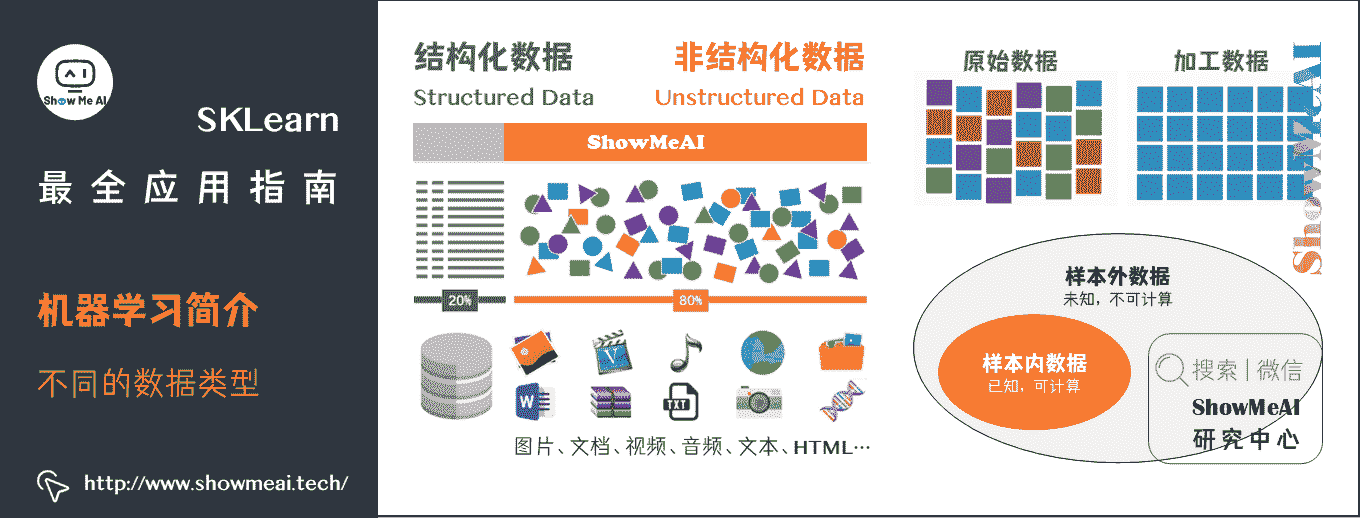 Show Me AI
SKLearn
最全应用指南
机器学习简介
不同的数据类型
http://www.showmeai.tech/
结构化数据
非结构化数据
Structured Data
Unstructured Data
ShowMeAI
20%
80%
V
W
TXT
图片、文档、视频、音频、文本、HTML…
原始数据
加工数据
ShowMeAI
样本外数据
未知，不可计算
样本内数据
已知，可计算
搜索 | 微信
ShowMeAI
研究中心